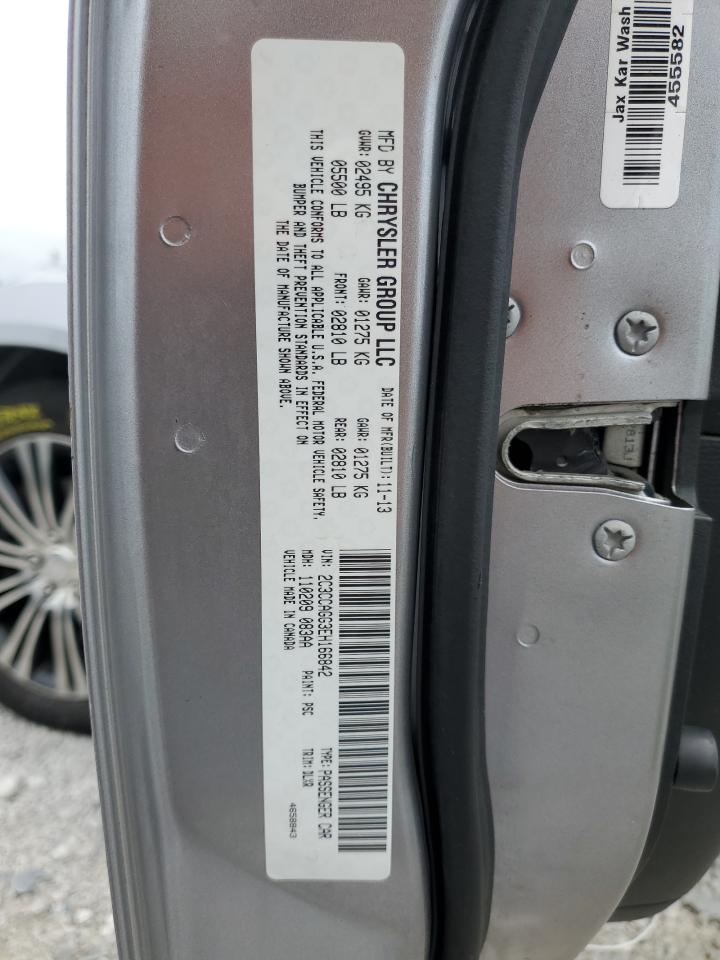 MFD BY CHRYSLER GROUP LLC DATE OF MFR(BUILT): 11-13
GVWR: 02495 KG GAWR: 01275 KG GAWR: 01275 KG
05500 LB FRONT: 02810 LB REAR: 02810 LB
THIS VEHICLE CONFORMS TO ALL APPLICABLE U.S.A. FEDERAL MOTOR VEHICLE SAFETY,
BUMPER AND THEFT PREVENTION STANDARDS IN EFFECT ON
THE DATE OF MANUFACTURE SHOWN ABOVE.
VIN: 2C3CCAGG3EH166842 TYPE: PASSENGER CAR
MDH: 110209 083AA PAINT: PSC TRIM: DLXR
VEHICLE MADE IN CANADA 4658843
Jax Kar Wash
455582